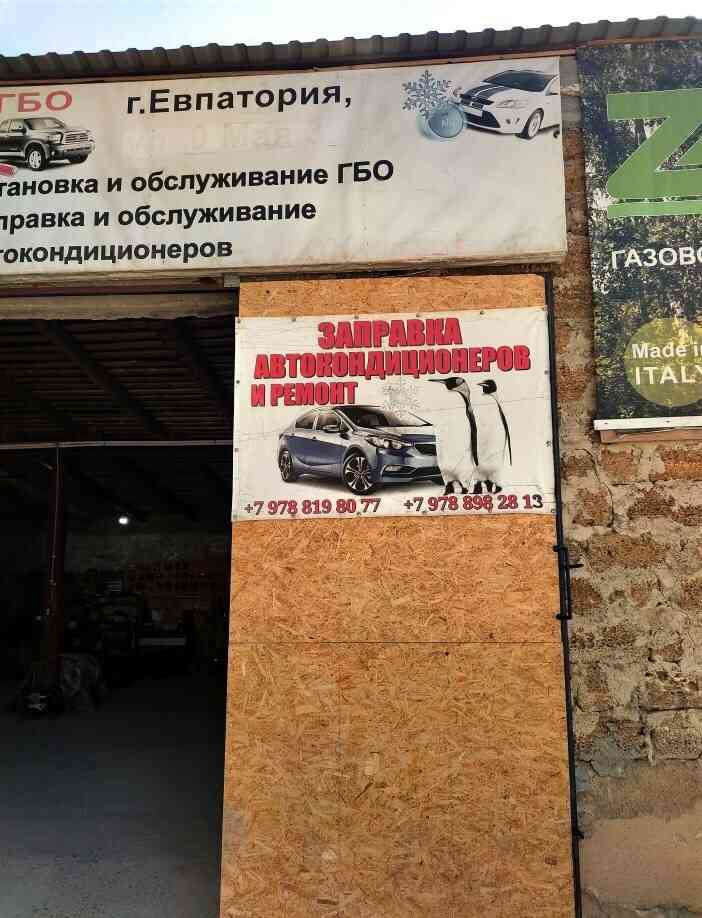 ГБО г.Евпатория,
тановка и обслуживание ГБО
правка и обслуживание
токондиционеров
ЗАПРАВКА
АВТОКОНДИЦИОНЕРОВ
И РЕМОНТ
+7 978 819 80 77 +7 978 898 28 13
Z
ГАЗОВО
Made in
ITALY